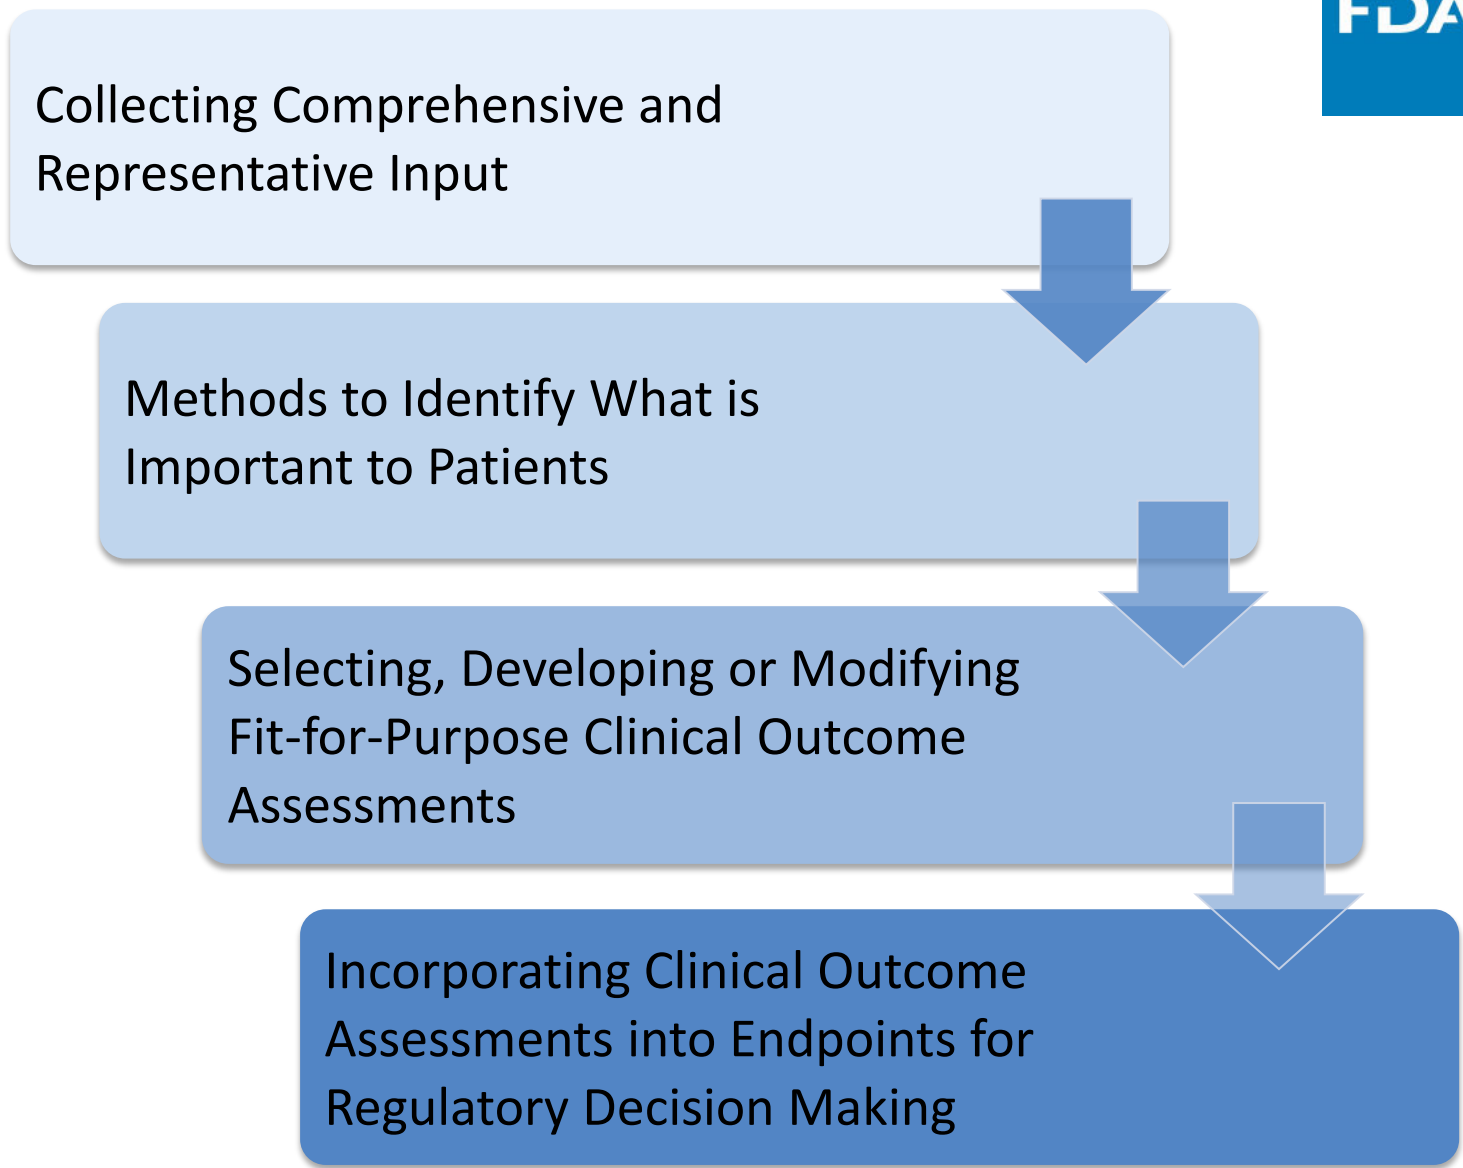 FDA
Collecting Comprehensive and
Representative Input
Methods to Identify What is
Important to Patients
Selecting, Developing or Modifying
Fit-for-Purpose Clinical Outcome
Assessments
Incorporating Clinical Outcome
Assessments into Endpoints for
Regulatory Decision Making